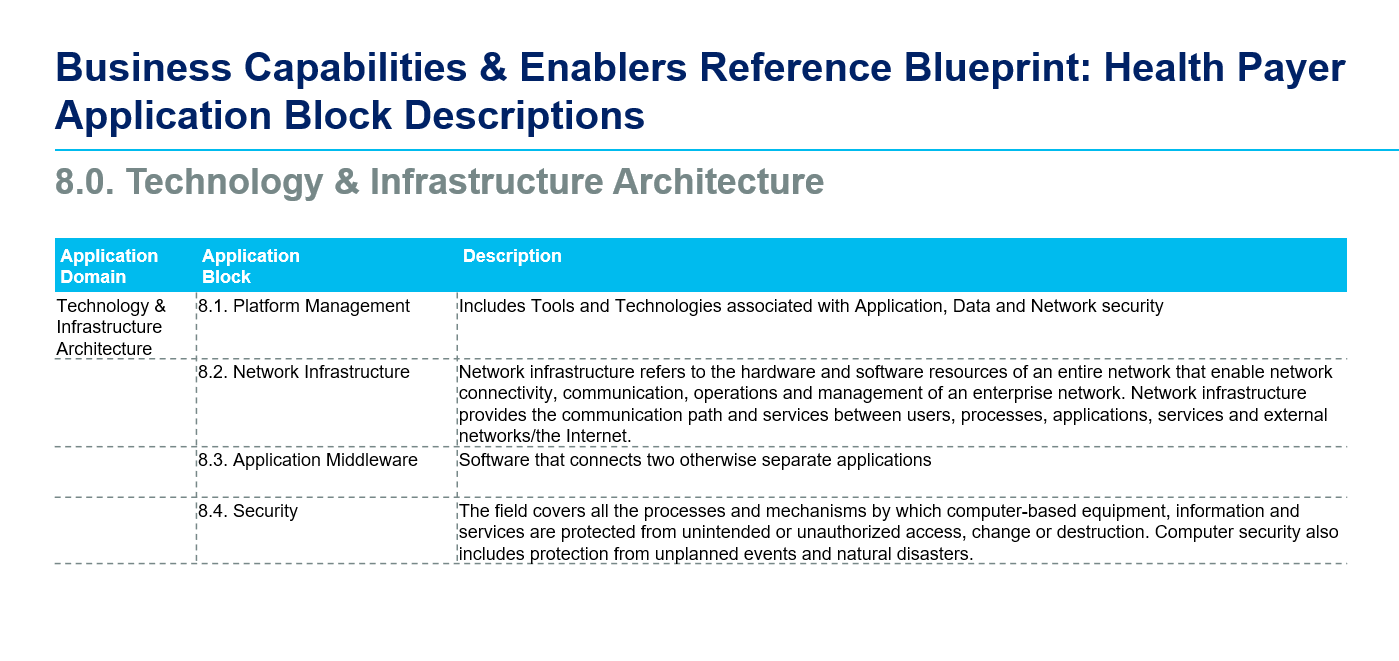 Business Capabilities & Enablers Reference Blueprint: Health Payer
Application Block Descriptions
8.0. Technology & Infrastructure Architecture
Application
Domain
Application
Block
Description
Technology &
Infrastructure
Architecture
8.1. Platform Management
Includes Tools and Technologies associated with Application, Data and Network security
8.2. Network Infrastructure
Network infrastructure refers to the hardware and software resources of an entire network that enable network
connectivity, communication, operations and management of an enterprise network. Network infrastructure
provides the communication path and services between users, processes, applications, services and external
networks/the Internet.
8.3. Application Middleware
Software that connects two otherwise separate applications
8.4. Security
The field covers all the processes and mechanisms by which computer-based equipment, information and
services are protected from unintended or unauthorized access, change or destruction. Computer security also
includes protection from unplanned events and natural disasters.